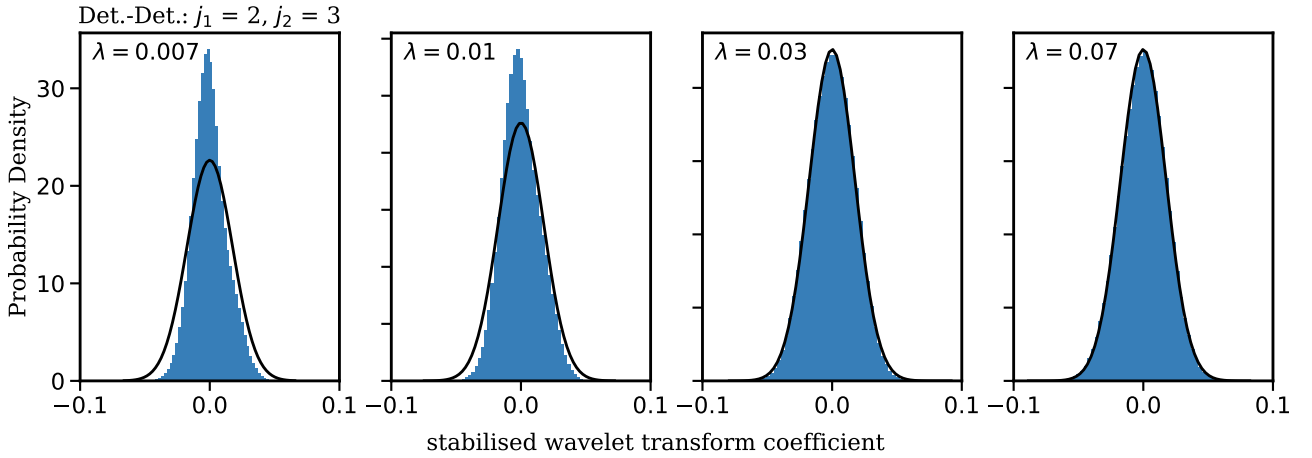 Det.-Det.: j₁ = 2, j₂ = 3
λ = 0.007
λ = 0.01
λ = 0.03
λ = 0.07
Probability Density
30
20
10
0
−0.1 0.0 0.1
−0.1 0.0 0.1
−0.1 0.0 0.1
−0.1 0.0 0.1
stabilised wavelet transform coefficient